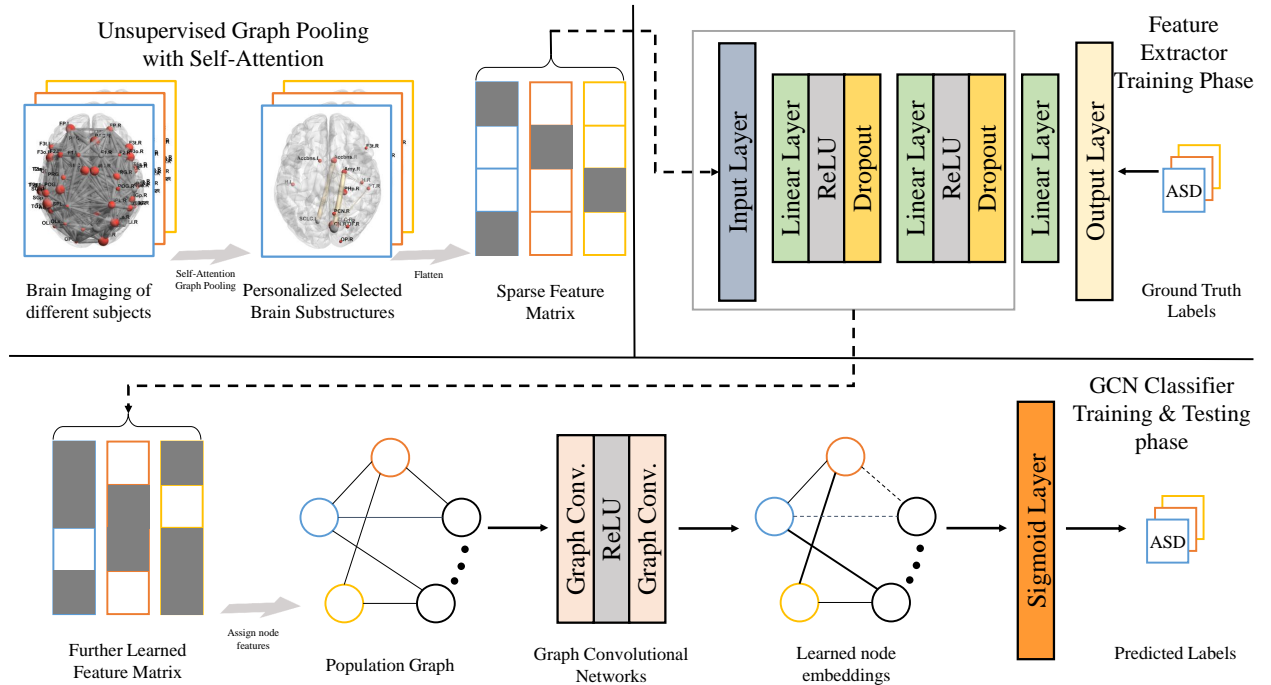 Unsupervised Graph Pooling
with Self-Attention
Self-Attention
Graph Pooling
Flatten
Brain Imaging of
different subjects
Personalized Selected
Brain Substructures
Sparse Feature
Matrix
Input Layer
Linear Layer
ReLU
Dropout
Linear Layer
ReLU
Dropout
Linear Layer
Output Layer
Feature
Extractor
Training Phase
ASD
Ground Truth
Labels
Further Learned
Feature Matrix
Assign node
features
Population Graph
Graph Conv.
ReLU
Graph Conv.
Graph Convolutional
Networks
Learned node
embeddings
Sigmoid Layer
GCN Classifier
Training & Testing
phase
ASD
Predicted Labels